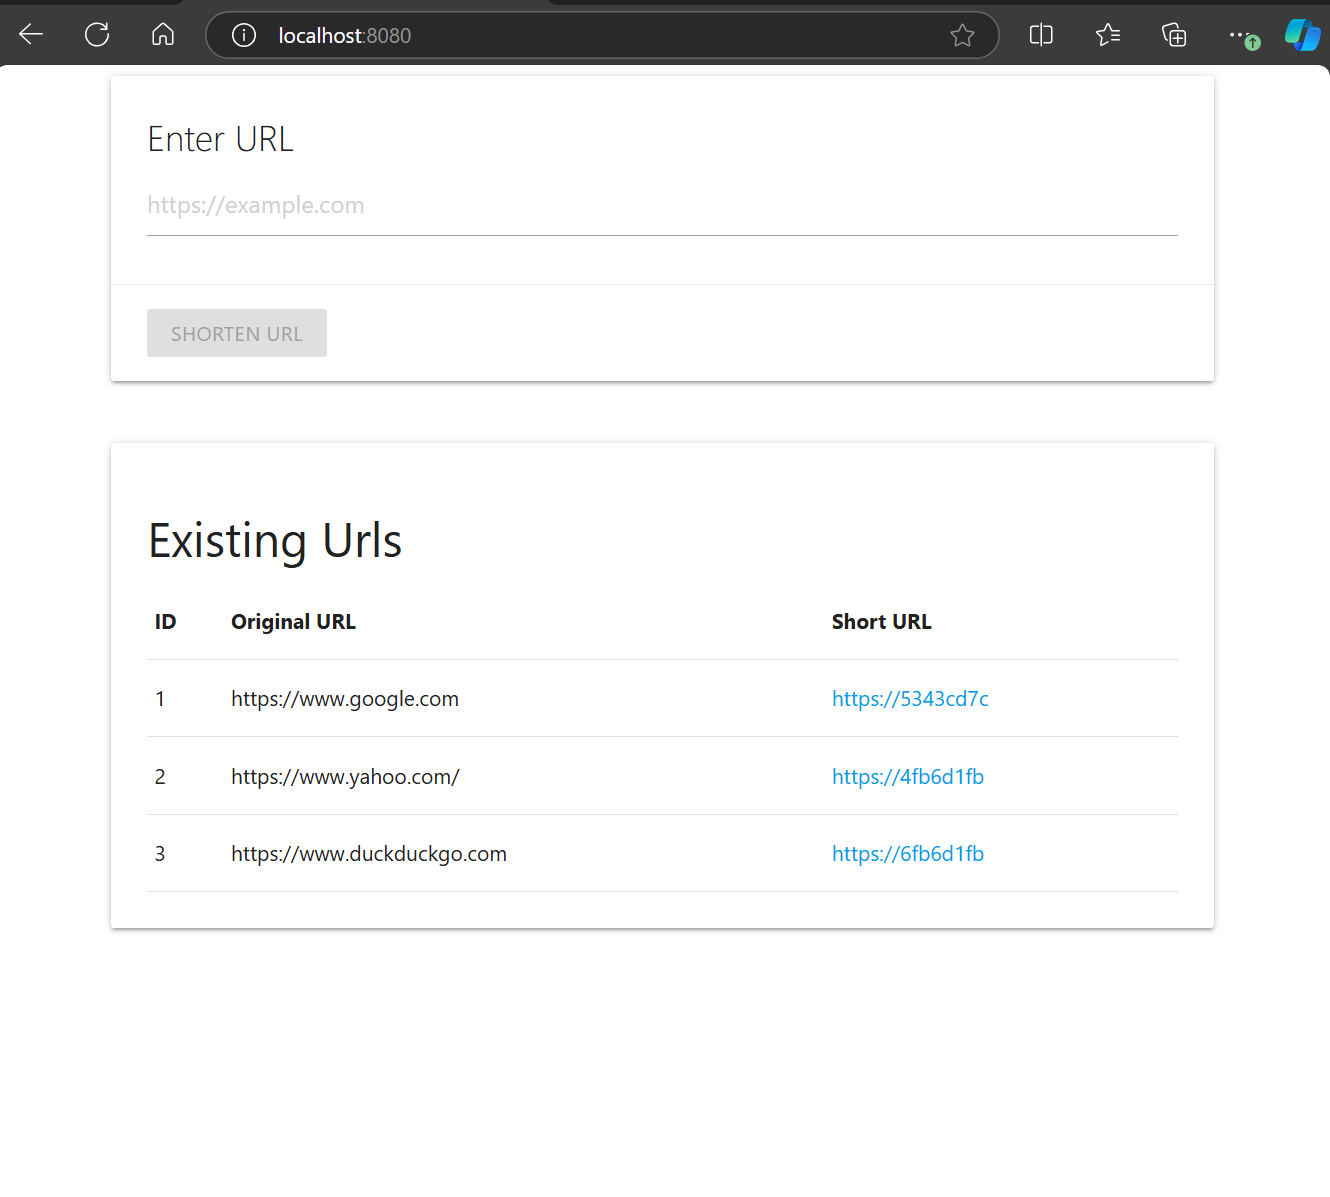 localhost:8080
Enter URL
https://example.com
SHORTEN URL
Existing Urls
ID Original URL Short URL
1 https://www.google.com https://5343cd7c
2 https://www.yahoo.com/ https://4fb6d1fb
3 https://www.duckduckgo.com https://6fb6d1fb